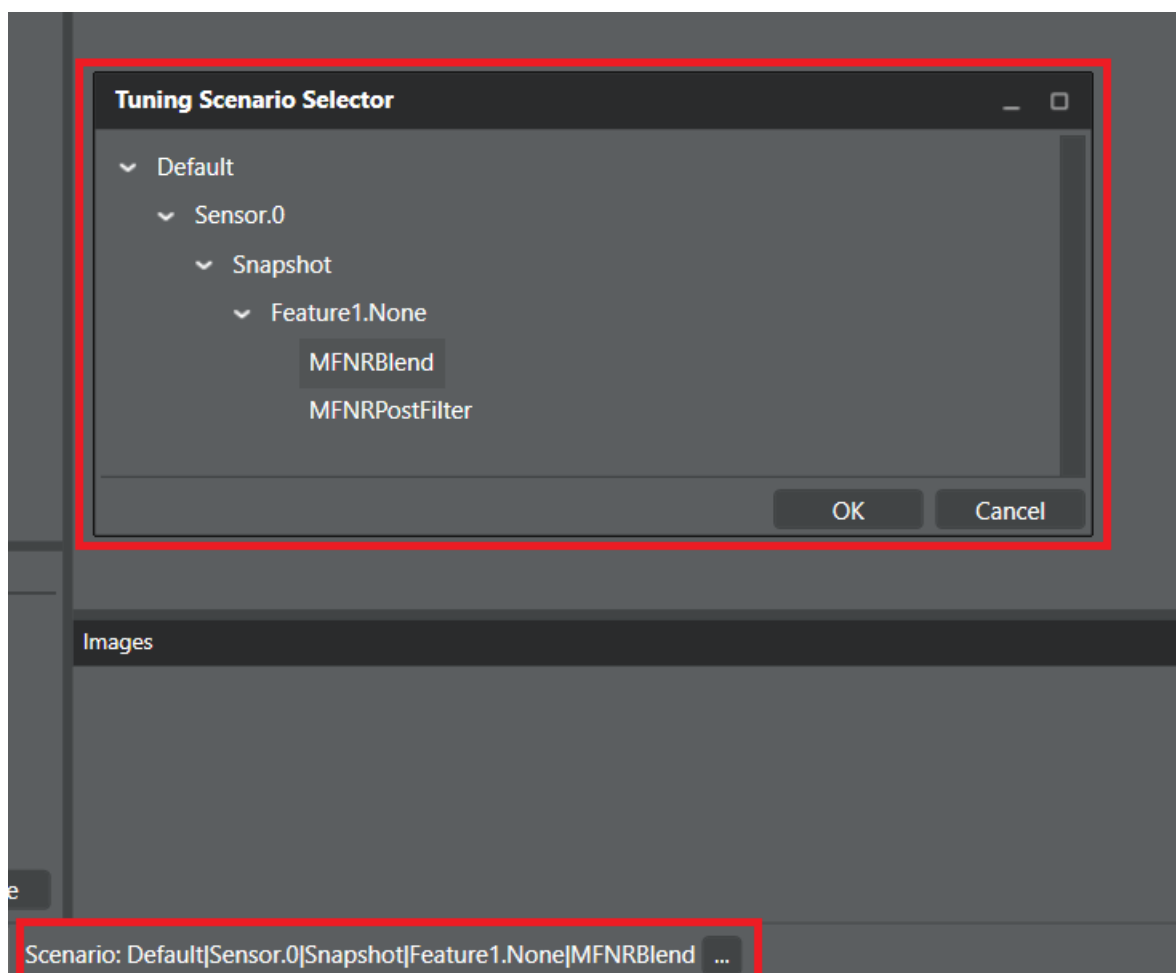 Tuning Scenario Selector
Default
Sensor.0
Snapshot
Feature1.None
MFNRBlend
MFNRPostFilter
OK Cancel
Images
Scenario: Default|Sensor.0|Snapshot|Feature1.None|MFNRBlend ...